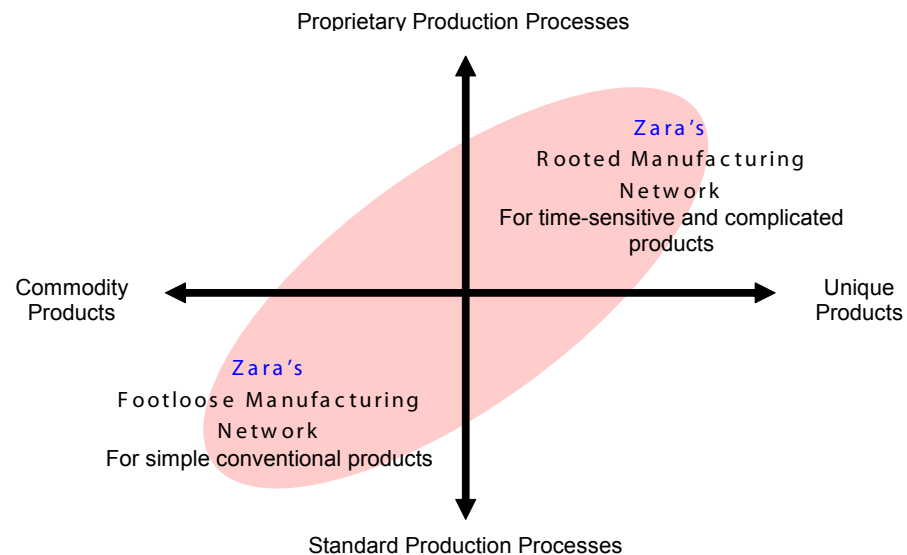 Proprietary Production Processes
Zara's
Rooted Manufacturing
Network
For time-sensitive and complicated
products
Commodity
Products
Unique
Products
Zara's
Footloose Manufacturing
Network
For simple conventional products
Standard Production Processes